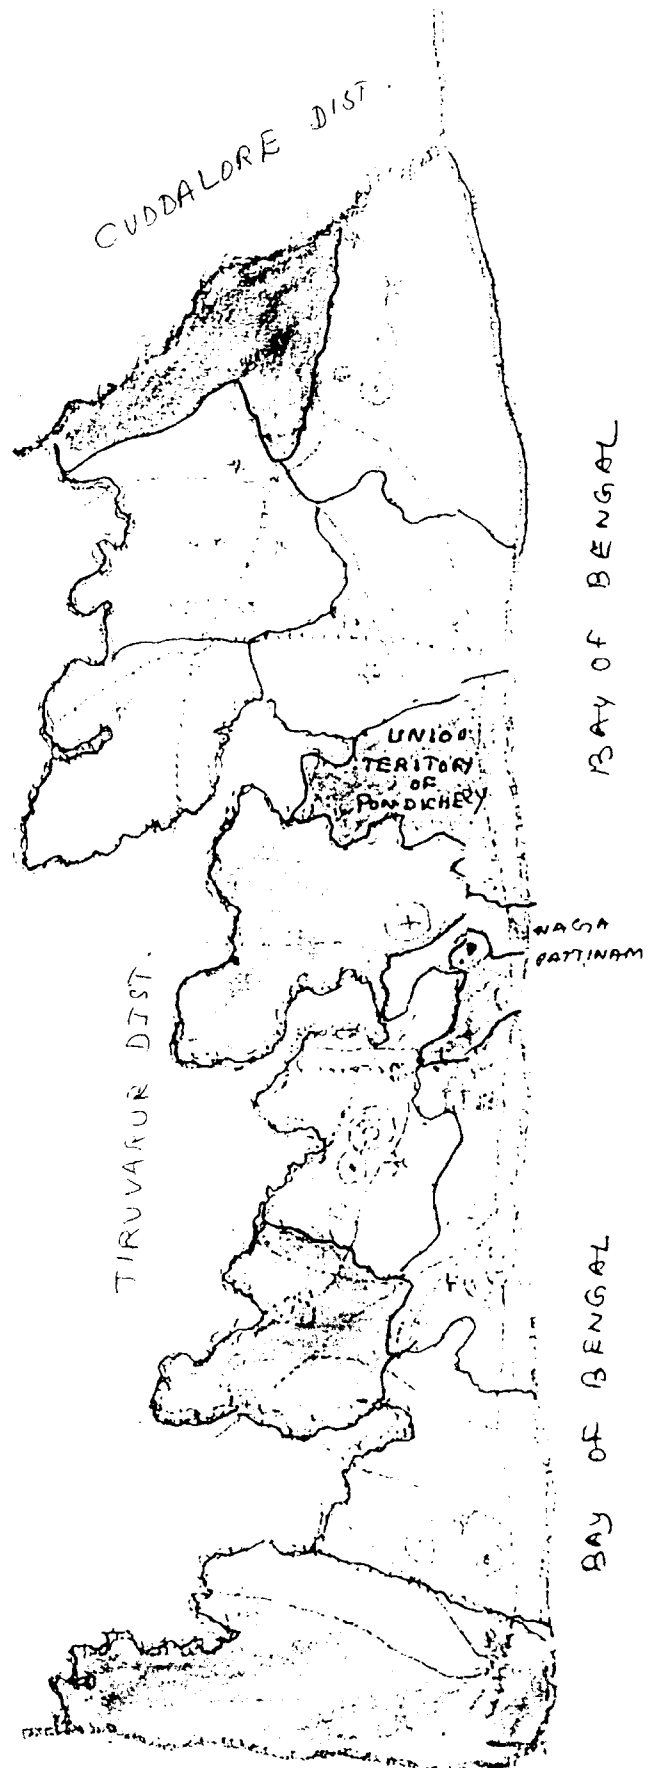 CUDDALORE DIST.
BAY OF BENGAL
UNION
TERITORY
OF
PONDICHERY
NAGA
PATTINAM
TIRUVARUR DIST.
BAY OF BENGAL